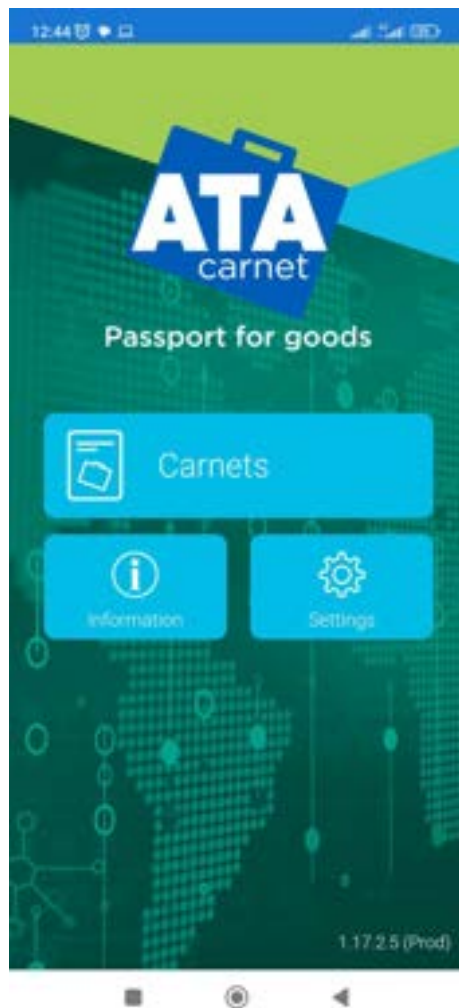 12:44
ATA
carnet
Passport for goods
Carnets
Information
Settings
1.17.2.5 (Prod)